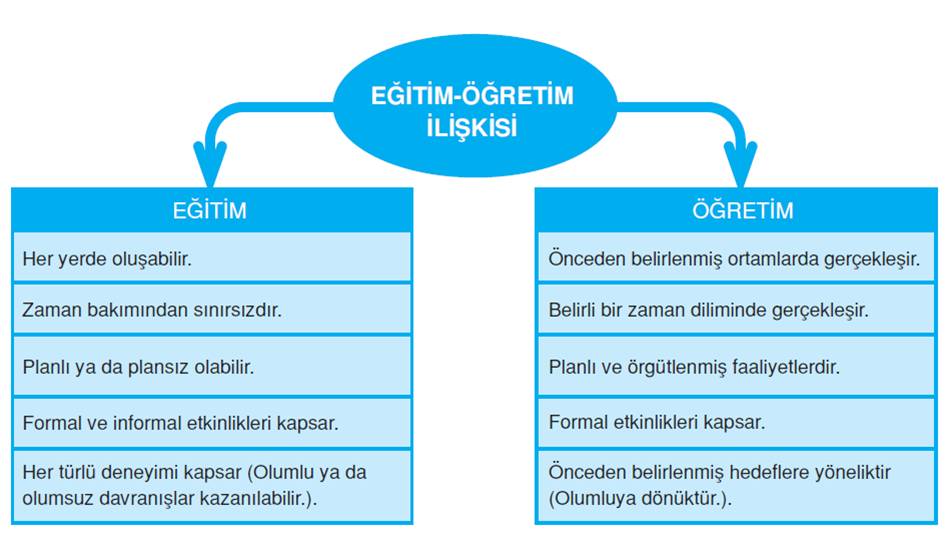 EĞİTİM-ÖĞRETİM
İLİŞKİSİ
EĞİTİM
Her yerde oluşabilir.
Zaman bakımından sınırsızdır.
Planlı ya da plansız olabilir.
Formal ve informal etkinlikleri kapsar.
Her türlü deneyimi kapsar (Olumlu ya da
olumsuz davranışlar kazanılabilir.).
ÖĞRETİM
Önceden belirlenmiş ortamlarda gerçekleşir.
Belirli bir zaman diliminde gerçekleşir.
Planlı ve örgütlenmiş faaliyetlerdir.
Formal etkinlikleri kapsar.
Önceden belirlenmiş hedeflere yöneliktir
(Olumluya dönüktür.).